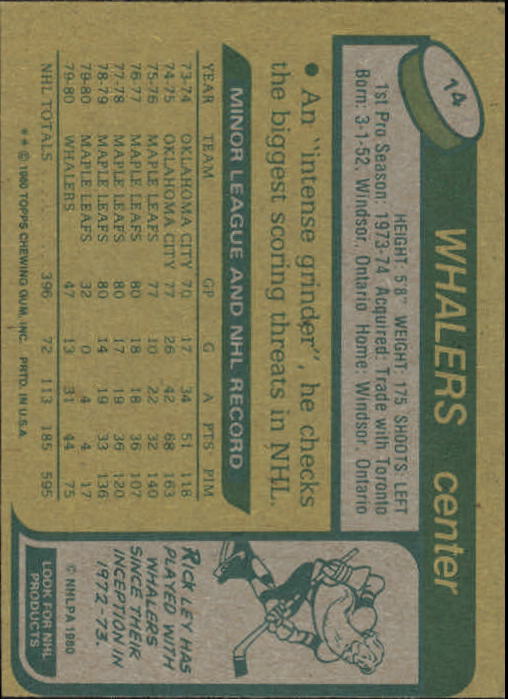 14
WHALERS center
HEIGHT: 5'8" WEIGHT: 175 SHOOTS: LEFT
1st Pro Season: 1973-74 Acquired: Trade with Toronto
Born: 3-1-52, Windsor, Ontario Home: Windsor, Ontario
• An "intense grinder", he checks
the biggest scoring threats in NHL.
MINOR LEAGUE AND NHL RECORD
YEAR TEAM GP G A PTS PIM
73-74 OKLAHOMA CITY 70 17 34 51 118
74-75 OKLAHOMA CITY 77 26 42 68 163
75-76 MAPLE LEAFS 77 10 22 32 140
76-77 MAPLE LEAFS 80 18 18 36 107
77-78 MAPLE LEAFS 80 17 19 36 120
78-79 MAPLE LEAFS 80 14 19 33 136
79-80 MAPLE LEAFS 32 0 4 4 17
79-80 WHALERS 47 13 31 44 75
NHL TOTALS 396 72 113 185 595
** © 1980 TOPPS CHEWING GUM, INC. PRTD. IN U.S.A.
RICK LEY HAS
PLAYED WITH
WHALERS
SINCE THEIR
INCEPTION IN
1972-73.
© NHLPA 1980
LOOK FOR NHL
PRODUCTS